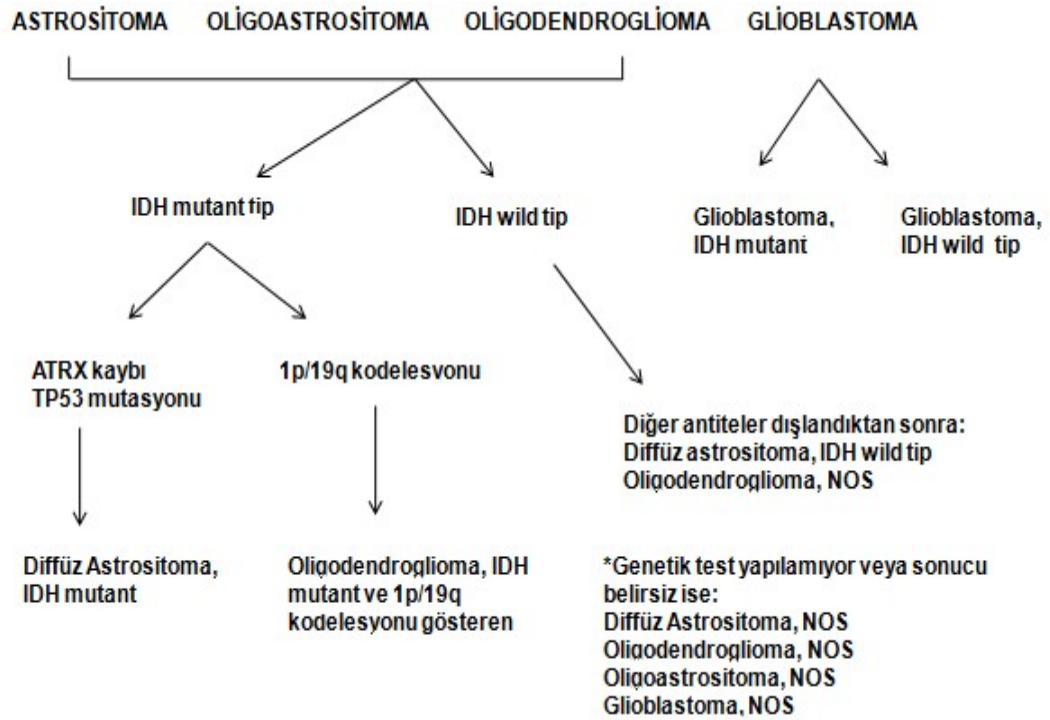 ASTROSİTOMA OLİGOASTROSİTOMA OLİGODENDROGLİOMA GLİOBLASTOMA
IDH mutant tip
IDH wild tip
Glioblastoma,
IDH mutant
Glioblastoma,
IDH wild tip
ATRX kaybı
TP53 mutasyonu
1p/19q kodelesyonu
Diğer antiteler dışlandıktan sonra:
Diffüz astrositoma, IDH wild tip
Oligodendroglioma, NOS
Diffüz Astrositoma,
IDH mutant
Oligodendroglioma, IDH
mutant ve 1p/19q
kodelesyonu gösteren
*Genetik test yapılamıyor veya sonucu
belirsiz ise:
Diffüz Astrositoma, NOS
Oligodendroglioma, NOS
Oligoastrositoma, NOS
Glioblastoma, NOS